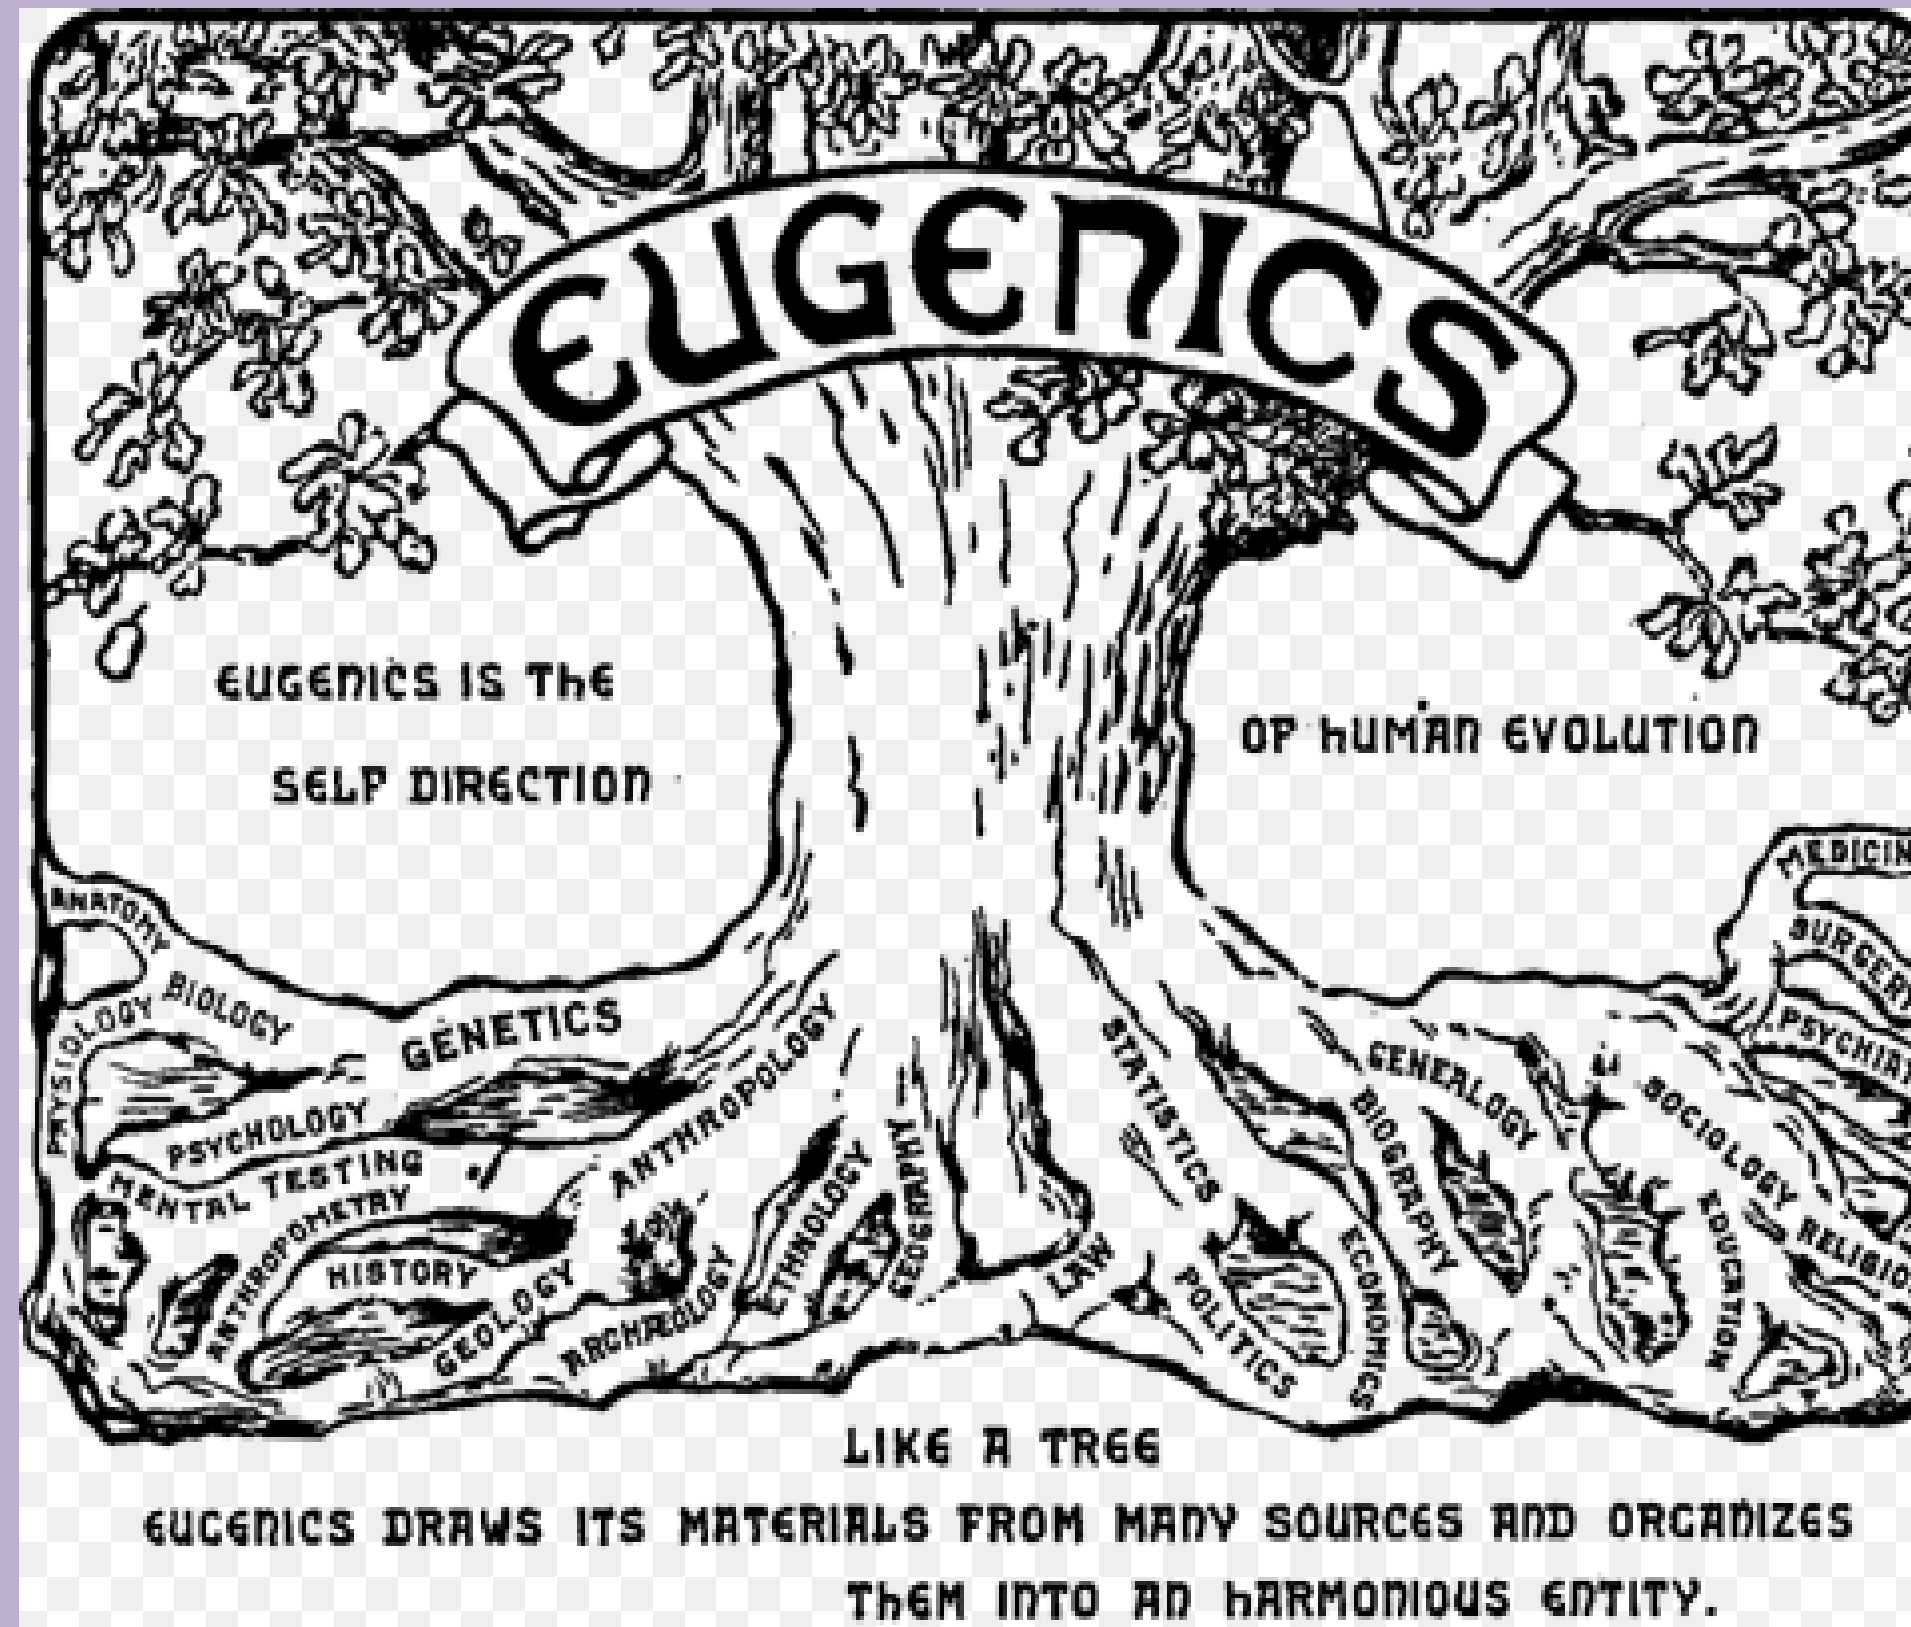 EUGENICS
EUGENICS IS THE
SELF DIRECTION
OF HUMAN EVOLUTION
ANATOMY
BIOLOGY
PHYSIOLOGY
GENETICS
PSYCHOLOGY
MENTAL TESTING
ANTHROPOMETRY
HISTORY
GEOLOGY
ANTHROPOLOGY
ARCHÆOLOGY
ETHNOLOGY
GEOGRAPHY
LAW
STATISTICS
POLITICS
ECONOMICS
BIOGRAPHY
GENEALOGY
EDUCATION
SOCIOLOGY
RELIGIO
PSYCHIAT
SURGERY
MEDICIN
LIKE A TREE
EUGENICS DRAWS ITS MATERIALS FROM MANY SOURCES AND ORGANIZES
THEM INTO AN HARMONIOUS ENTITY.